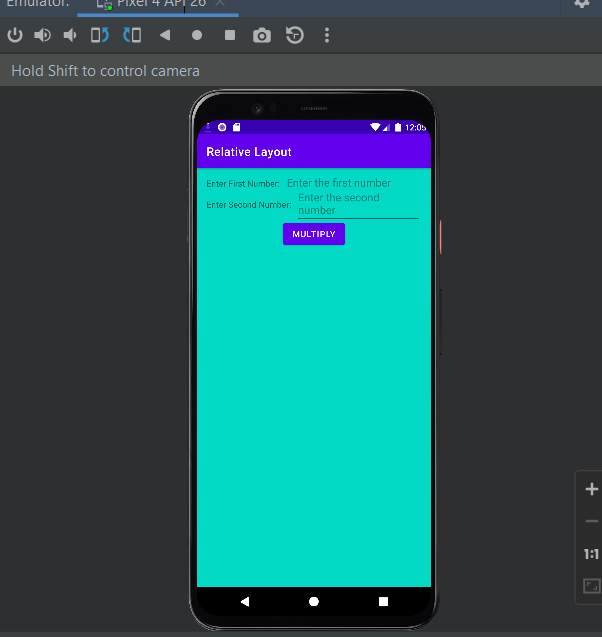 Emulator: Pixel 4 API 26
Hold Shift to control camera
12:05
Relative Layout
Enter First Number: Enter the first number
Enter Second Number: Enter the second
number
MULTIPLY
1:1